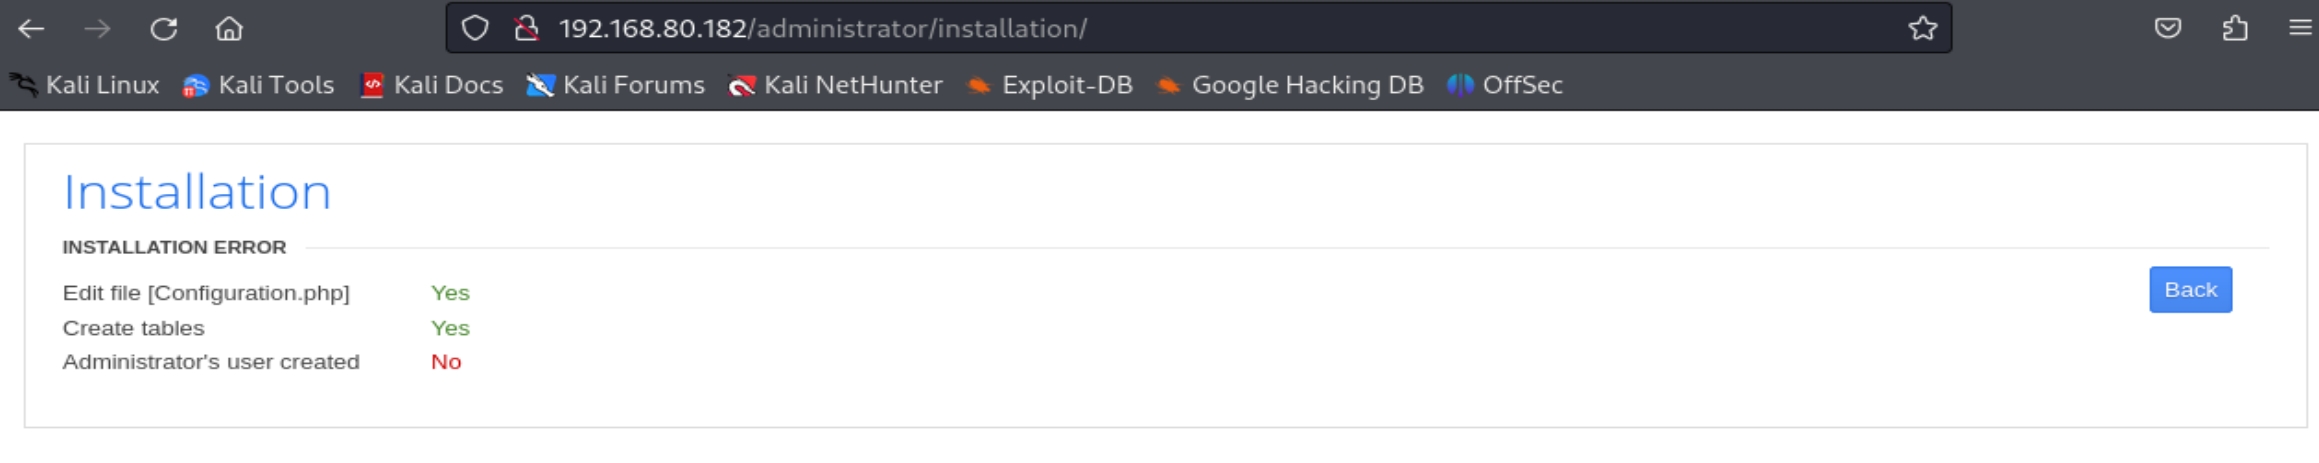 192.168.80.182/administrator/installation/
Kali Linux Kali Tools Kali Docs Kali Forums Kali NetHunter Exploit-DB Google Hacking DB OffSec
Installation
INSTALLATION ERROR
Edit file [Configuration.php] Yes
Back
Create tables Yes
Administrator's user created No